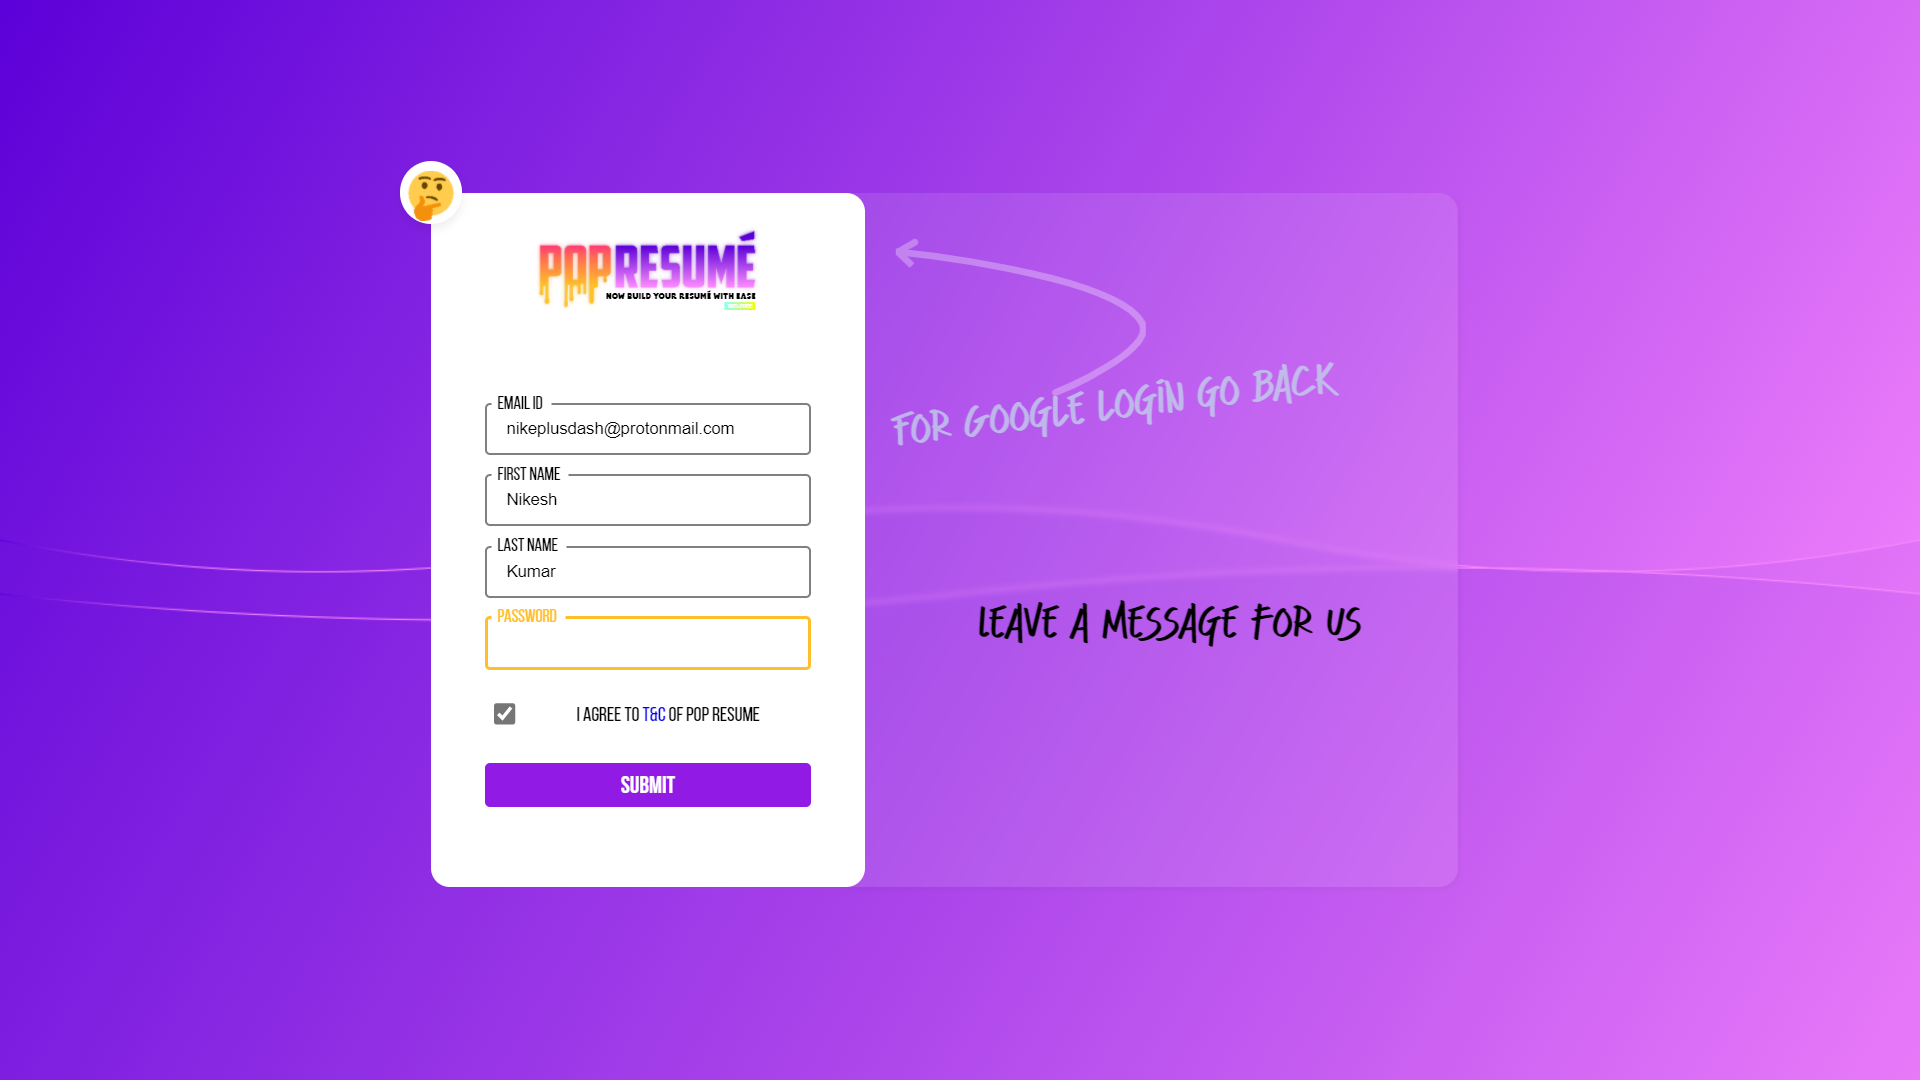 POPRESUMÉ
NOW BUILD YOUR RESUMÉ WITH EASE
EMAIL ID
nikeplusdash@protonmail.com
FIRST NAME
Nikesh
LAST NAME
Kumar
PASSWORD
I AGREE TO T&C OF POP RESUME
SUBMIT
FOR GOOGLE LOGIN GO BACK
LEAVE A MESSAGE FOR US